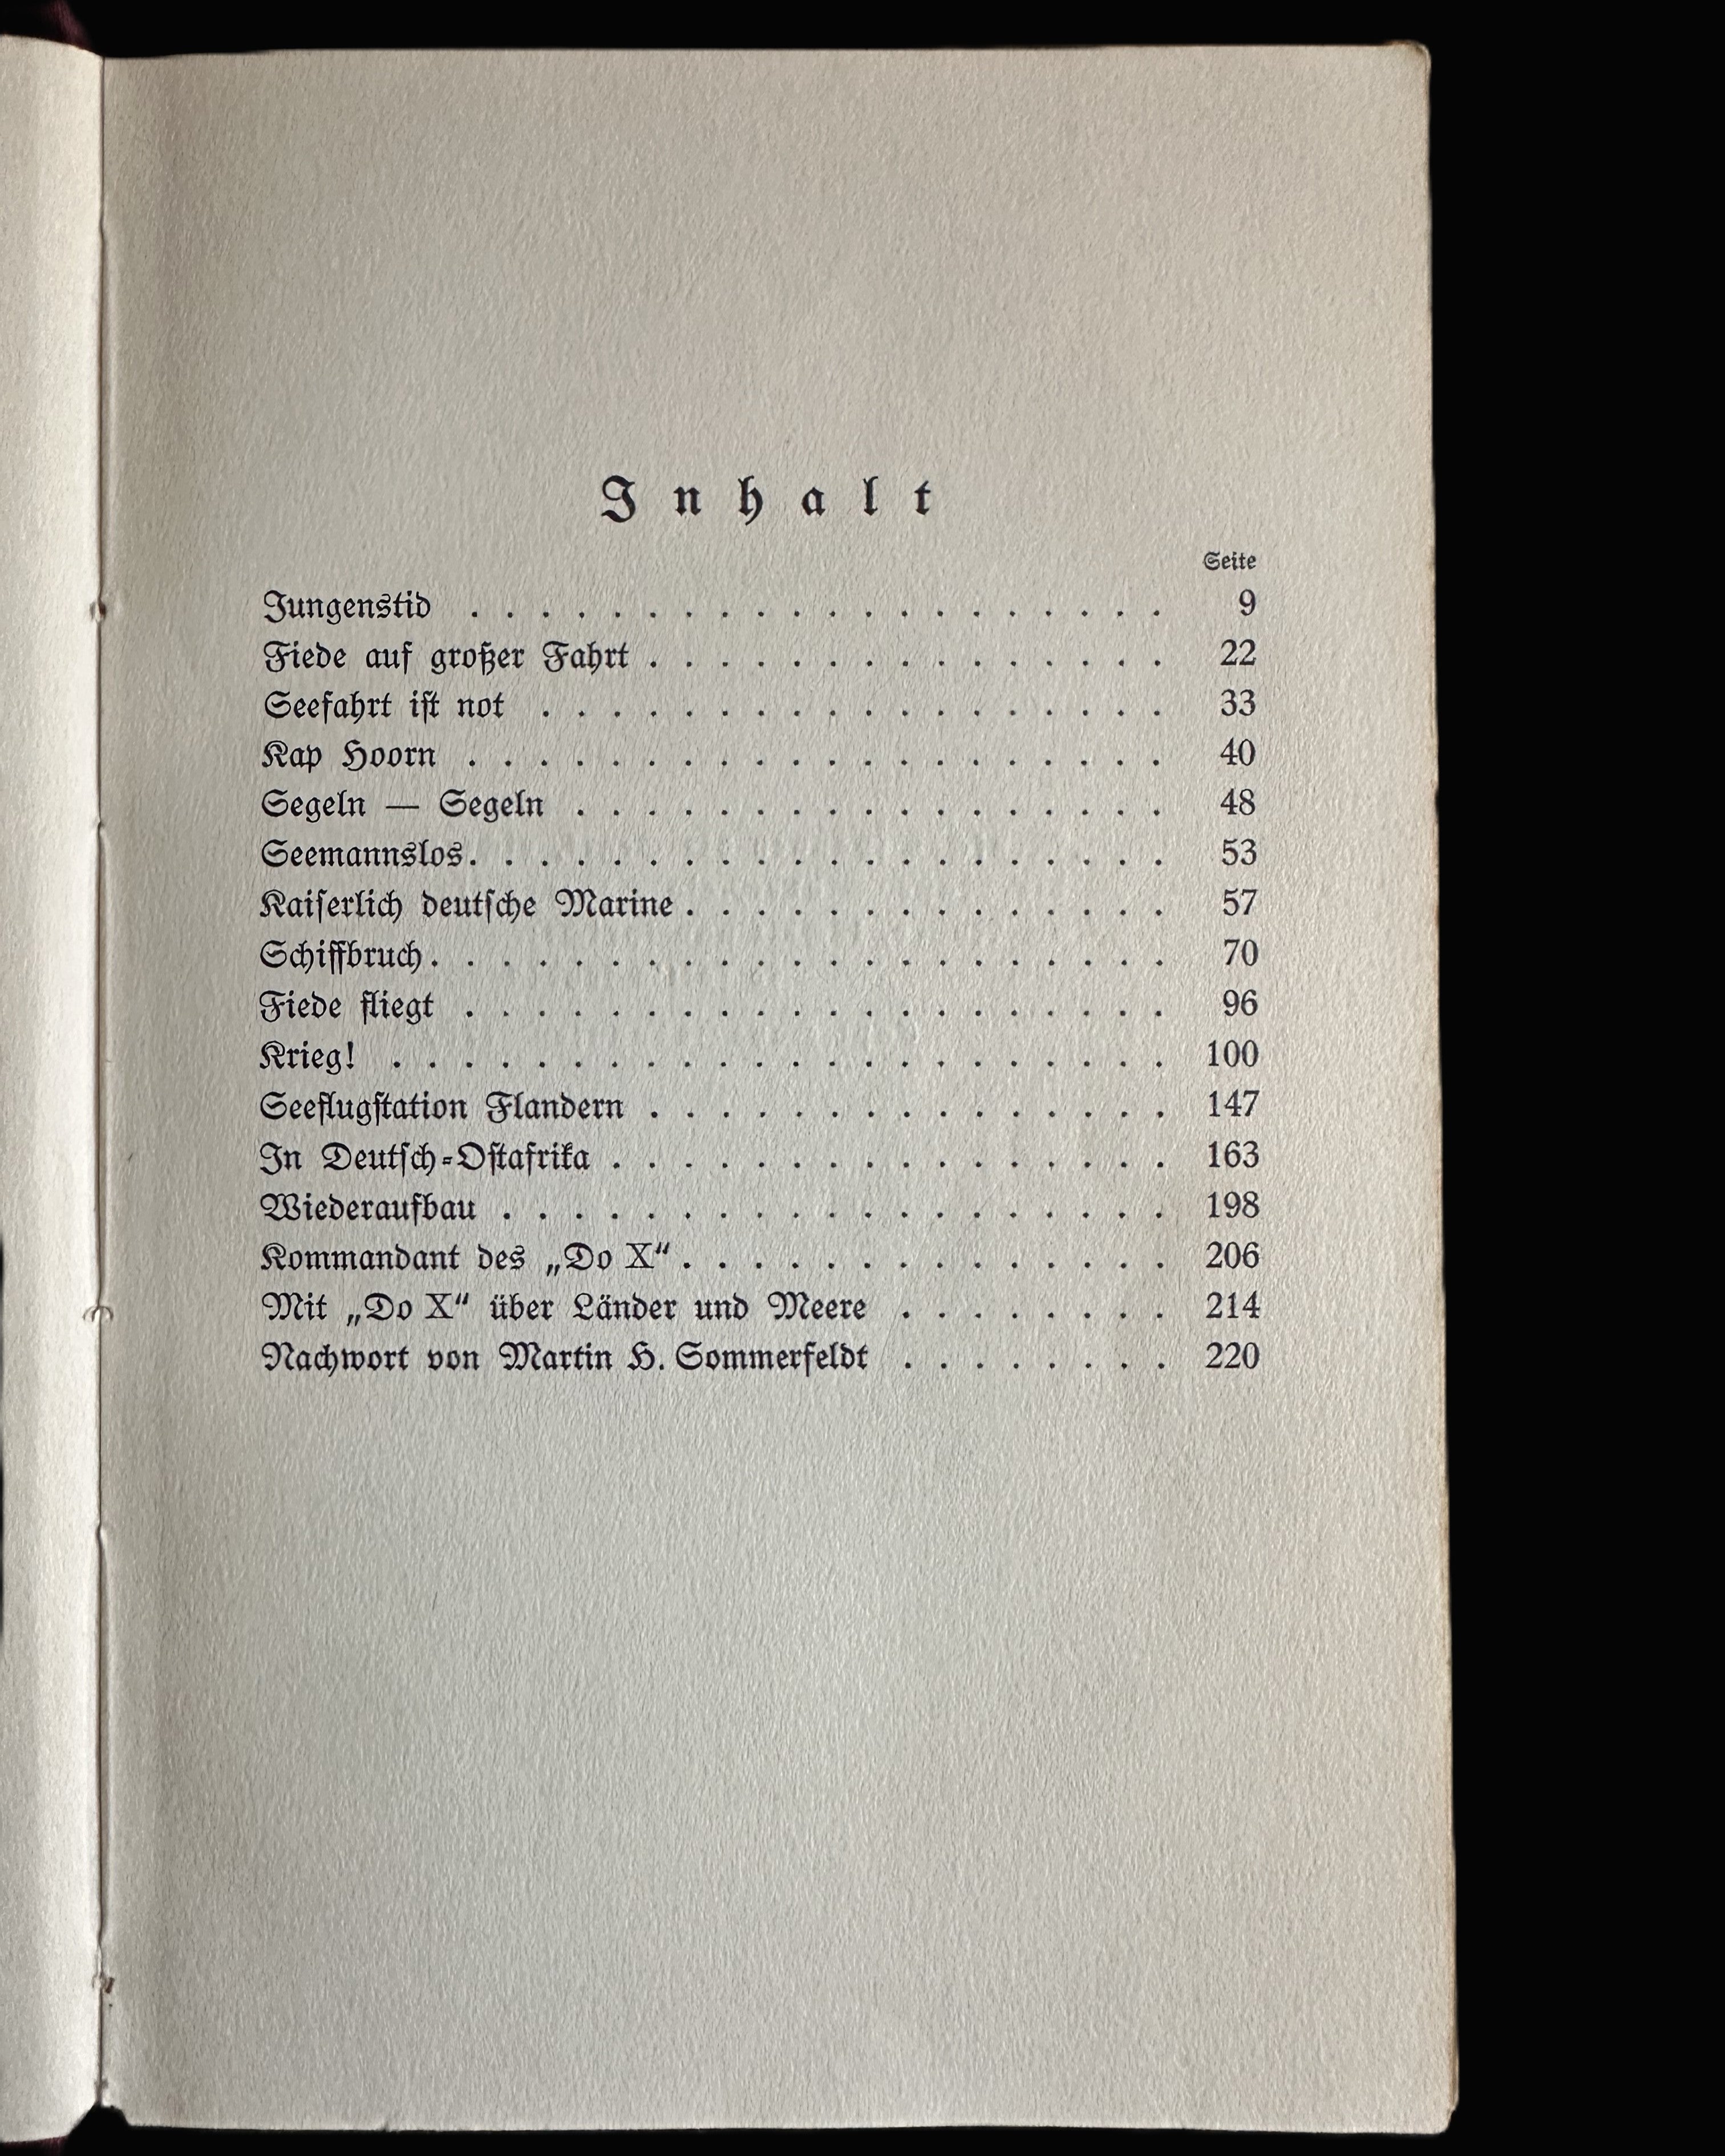 Inhalt
Seite
Jungenstid . . . . . . . . . . . . . . . . . . . . 9
Fiede auf großer Fahrt . . . . . . . . . . . . . . . 22
Seefahrt ist not . . . . . . . . . . . . . . . . . . 33
Kap Hoorn . . . . . . . . . . . . . . . . . . . . 40
Segeln — Segeln . . . . . . . . . . . . . . . . . 48
Seemannslos . . . . . . . . . . . . . . . . . . . . 53
Kaiserlich deutsche Marine . . . . . . . . . . . . . . 57
Schiffbruch . . . . . . . . . . . . . . . . . . . . . 70
Fiede fliegt . . . . . . . . . . . . . . . . . . . . 96
Krieg! . . . . . . . . . . . . . . . . . . . . . . 100
Seeflugstation Flandern . . . . . . . . . . . . . . . 147
In Deutsch-Ostafrika . . . . . . . . . . . . . . . . 163
Wiederaufbau . . . . . . . . . . . . . . . . . . . 198
Kommandant des „Do X“ . . . . . . . . . . . . . . 206
Mit „Do X“ über Länder und Meere . . . . . . . . 214
Nachwort von Martin H. Sommerfeldt . . . . . . . . 220